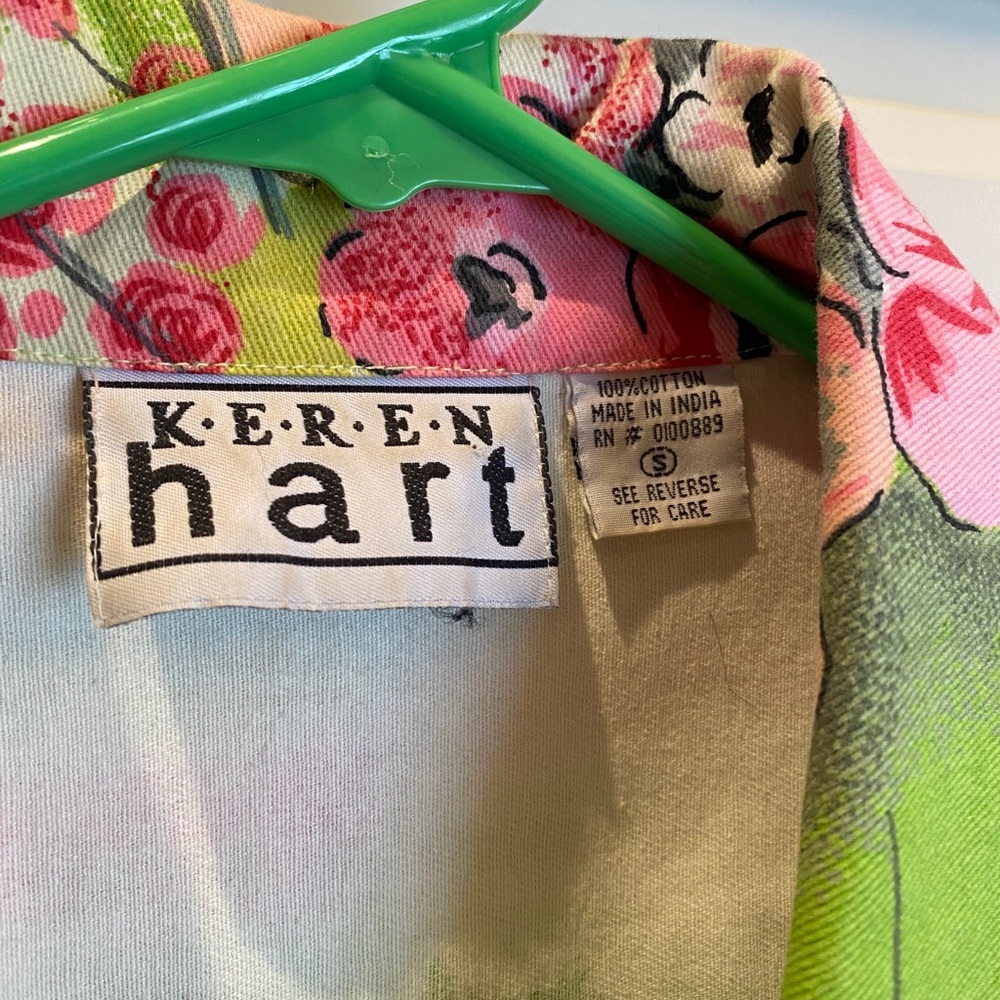 K·E·R·E·N
hart
100%COTTON
MADE IN INDIA
RN # 0100889
S
SEE REVERSE
FOR CARE